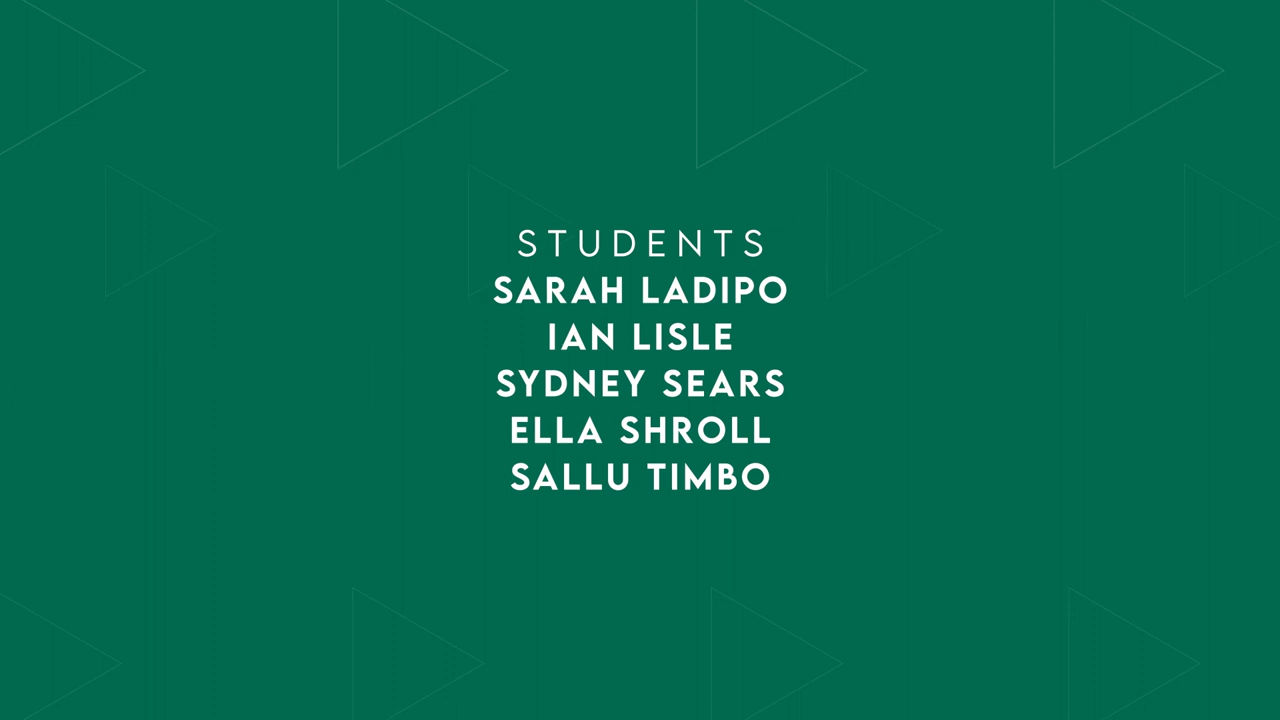 STUDENTS
SARAH LADIPO
IAN LISLE
SYDNEY SEARS
ELLA SHROLL
SALLU TIMBO